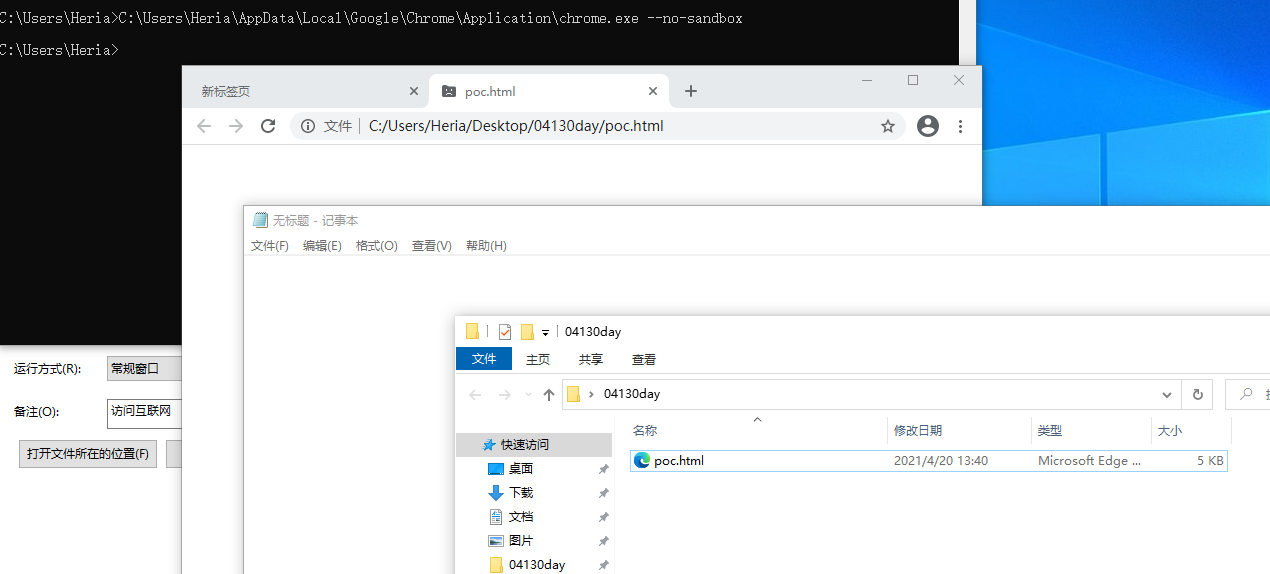 C:\Users\Heria>C:\Users\Heria\AppData\Local\Google\Chrome\Application\chrome.exe --no-sandbox
C:\Users\Heria>
新标签页
poc.html
文件 C:/Users/Heria/Desktop/04130day/poc.html
无标题 - 记事本
文件(F) 编辑(E) 格式(O) 查看(V) 帮助(H)
04130day
文件 主页 共享 查看
运行方式(R): 常规窗口
04130day
备注(O): 访问互联网
名称 修改日期 类型 大小
快速访问
打开文件所在的位置(F)
poc.html 2021/4/20 13:40 Microsoft Edge ... 5 KB
桌面
下载
文档
图片
04130day